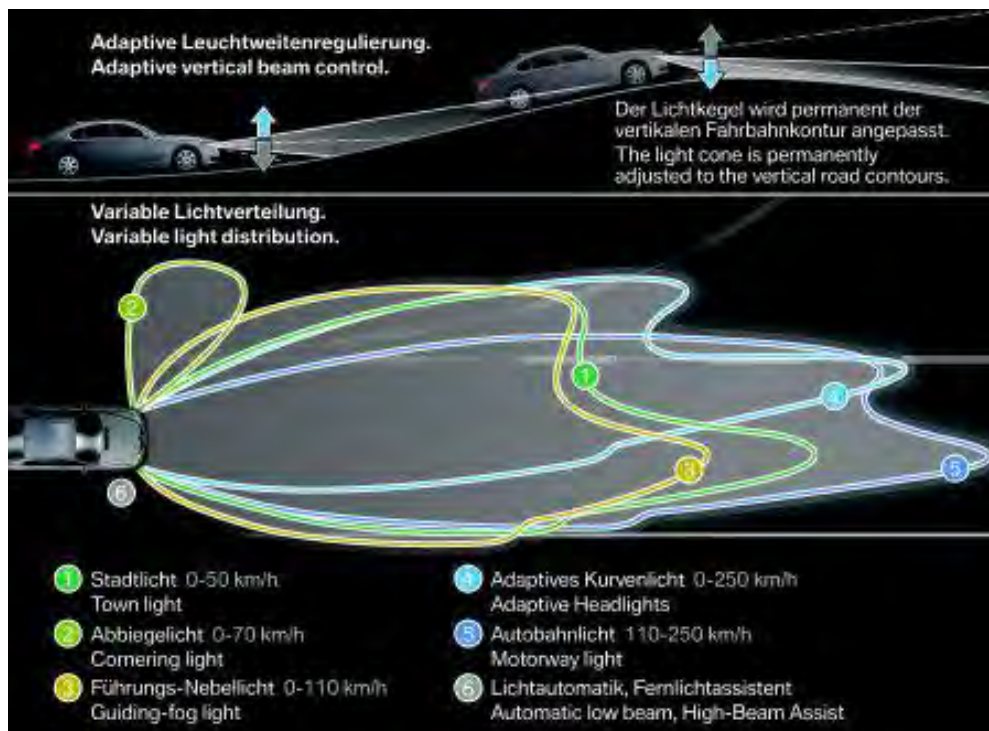 Adaptive Leuchtweitenregulierung.
Adaptive vertical beam control.
Der Lichtkegel wird permanent der
vertikalen Fahrbahnkontur angepasst.
The light cone is permanently
adjusted to the vertical road contours.
Variable Lichtverteilung.
Variable light distribution.
2
1
4
3
5
6
1 Stadtlicht 0-50 km/h
Town light
2 Abbiegelicht 0-70 km/h
Cornering light
3 Führungs-Nebellicht 0-110 km/h
Guiding-fog light
4 Adaptives Kurvenlicht 0-250 km/h
Adaptive Headlights
5 Autobahnlicht 110-250 km/h
Motorway light
6 Lichtautomatik, Fernlichtassistent
Automatic low beam, High-Beam Assist